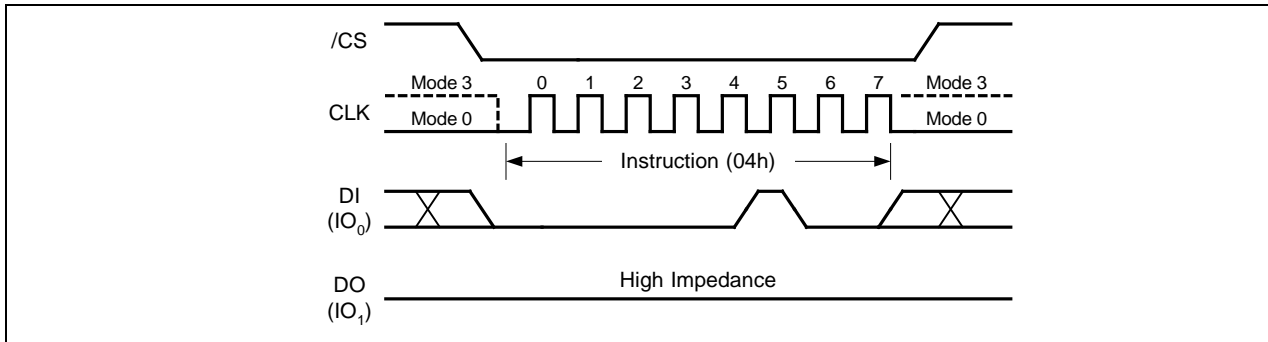 /CS
Mode 3 0 1 2 3 4 5 6 7 Mode 3
CLK
Mode 0 Mode 0
Instruction (04h)
DI
(IO₀)
High Impedance
DO
(IO₁)